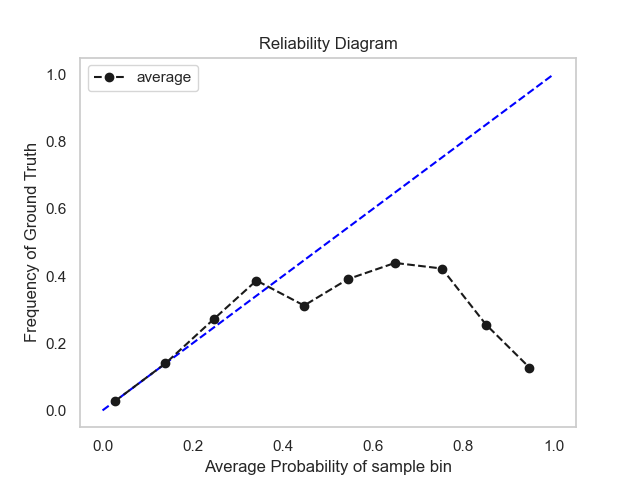 Reliability Diagram
average
1.0
0.8
0.6
0.4
0.2
0.0
Frequency of Ground Truth
0.0 0.2 0.4 0.6 0.8 1.0
Average Probability of sample bin